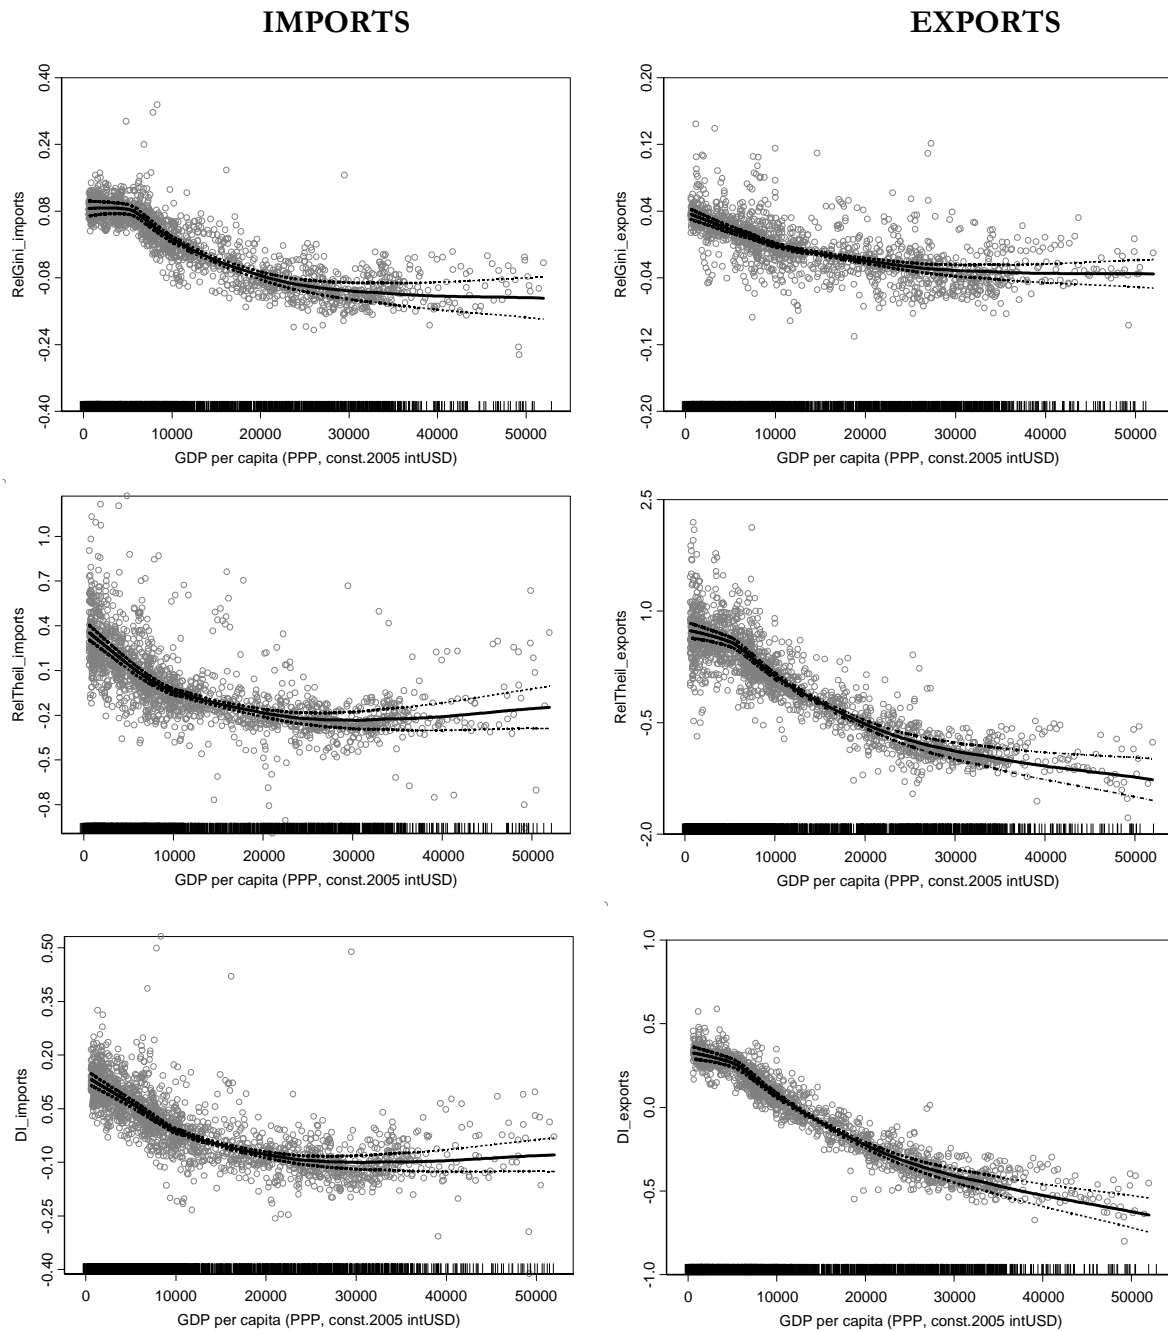 IMPORTS
EXPORTS
0.40
0.24
0.08
-0.08
-0.24
-0.40
RelGini_imports
0 10000 20000 30000 40000 50000
GDP per capita (PPP, const.2005 intUSD)
0.20
0.12
0.04
-0.04
-0.12
-0.20
RelGini_exports
0 10000 20000 30000 40000 50000
GDP per capita (PPP, const.2005 intUSD)
1.0
0.7
0.4
0.1
-0.2
-0.5
-0.8
RelTheil_imports
0 10000 20000 30000 40000 50000
GDP per capita (PPP, const.2005 intUSD)
2.5
1.0
-0.5
-2.0
RelTheil_exports
0 10000 20000 30000 40000 50000
GDP per capita (PPP, const.2005 intUSD)
0.50
0.35
0.20
0.05
-0.10
-0.25
-0.40
DI_imports
0 10000 20000 30000 40000 50000
GDP per capita (PPP, const.2005 intUSD)
1.0
0.5
0.0
-0.5
-1.0
DI_exports
0 10000 20000 30000 40000 50000
GDP per capita (PPP, const.2005 intUSD)